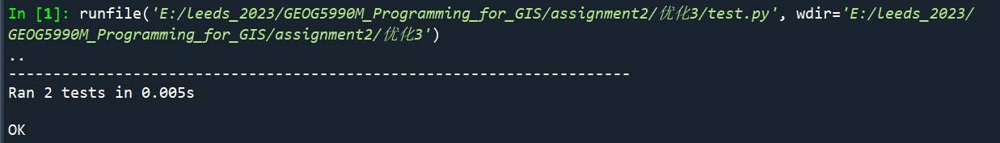 In [1]: runfile('E:/leeds_2023/GEOG5990M_Programming_for_GIS/assignment2/优化3/test.py', wdir='E:/leeds_2023/
GEOG5990M_Programming_for_GIS/assignment2/优化3')
..
----------------------------------------------------------------------
Ran 2 tests in 0.005s
OK